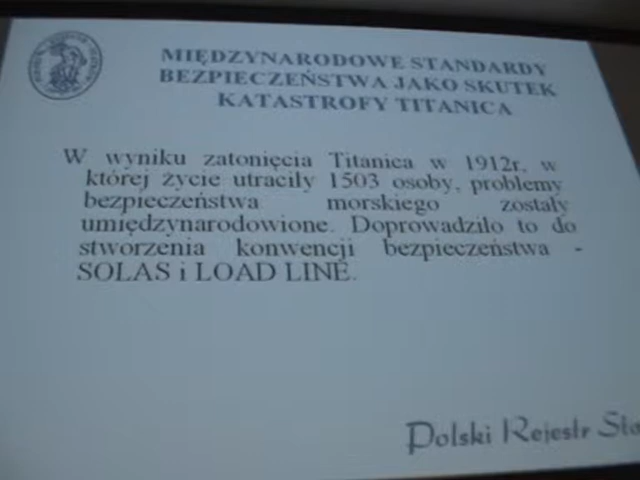 MIĘDZYNARODOWE STANDARDY
BEZPIECZEŃSTWA JAKO SKUTEK
KATASTROFY TITANICA
W wyniku zatonięcia Titanica w 1912r. w
której życie utraciły 1503 osoby, problemy
bezpieczeństwa morskiego zostały
umiędzynarodowione. Doprowadziło to do
stworzenia konwencji bezpieczeństwa -
SOLAS i LOAD LINE.
Polski Rejestr